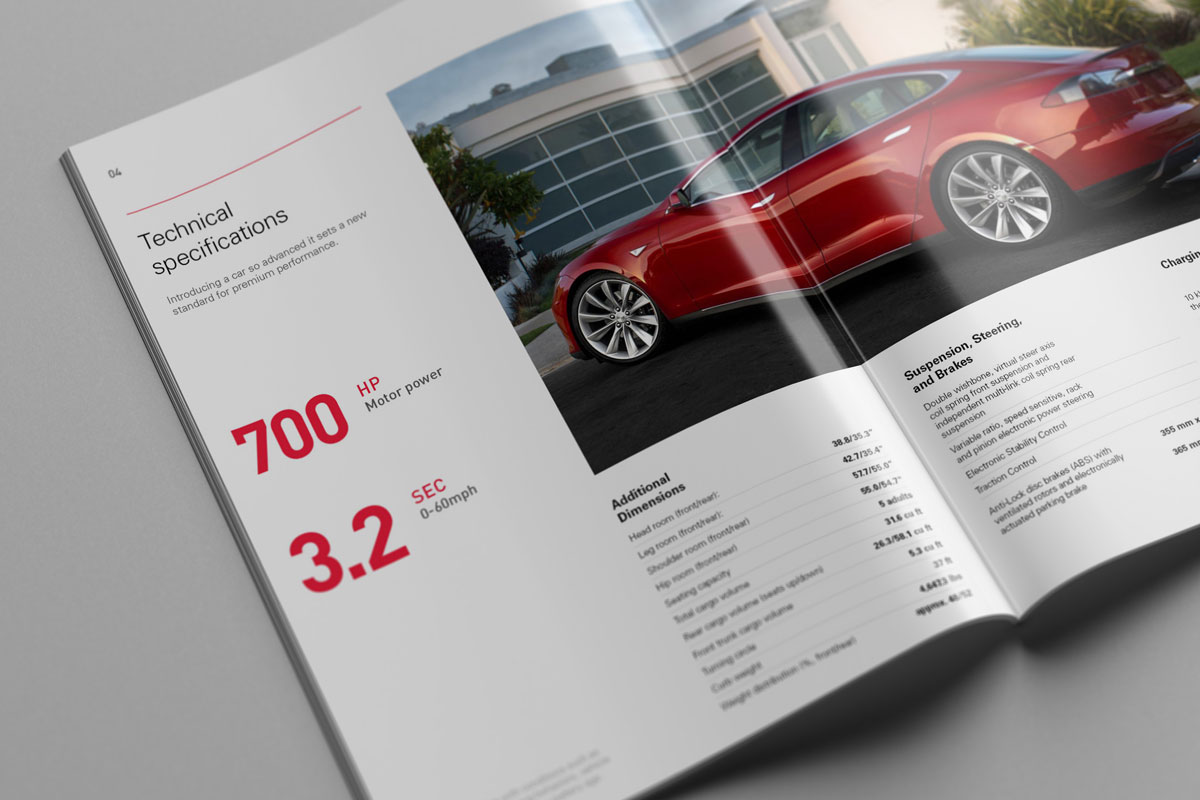 04
Technical
specifications
Introducing a car so advanced it sets a new
standard for premium performance.
700
HP
Motor power
3.2
SEC
0-60mph
Additional
Dimensions
Head room (front/rear): 38.8/35.3"
Leg room (front/rear): 42.7/35.4"
Shoulder room (front/rear) 57.7/55.0"
Hip room (front/rear) 55.0/54.7"
Seating capacity 5 adults
Total cargo volume 31.6 cu ft
Rear cargo volume (seats up/down) 26.3/58.1 cu ft
Front trunk cargo volume 5.3 cu ft
Turning circle 37 ft
Curb weight 4,647.3 lbs
Weight distribution (%, front/rear) approx. 48/52
Suspension, Steering,
and Brakes
Double wishbone, virtual steer axis
coil spring front suspension and
independent multi-link coil spring rear
suspension
Variable ratio, speed sensitive, rack
and pinion electronic power steering
Electronic Stability Control
Traction Control
Anti-Lock disc brakes (ABS) with
ventilated rotors and electronically
actuated parking brake
355 mm x
365 mm
Chargin
10 k
the